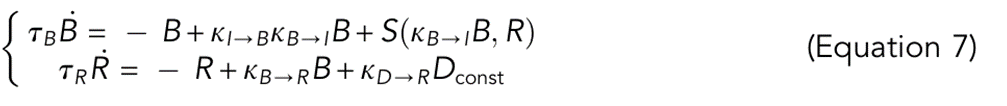 τ_B Ḃ = − B + κ_{I→B}κ_{B→I}B + S(κ_{B→I}B, R)
τ_R Ṙ = − R + κ_{B→R}B + κ_{D→R}D_const
(Equation 7)